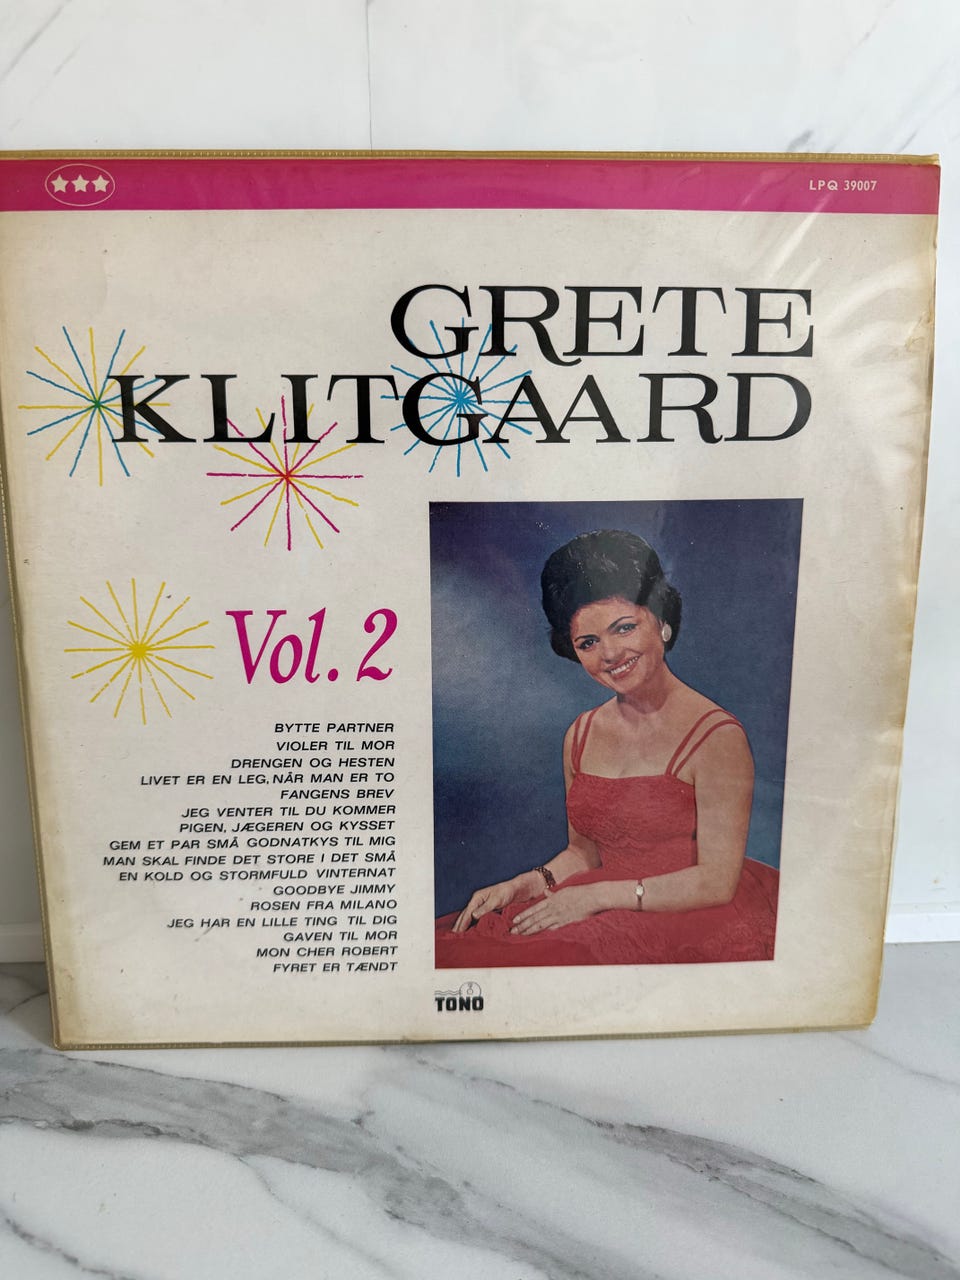 LPQ 39007
GRETE
KLITGAARD
Vol. 2
BYTTE PARTNER
VIOLER TIL MOR
DRENGEN OG HESTEN
LIVET ER EN LEG, NÅR MAN ER TO
FANGENS BREV
JEG VENTER TIL DU KOMMER
PIGEN, JÆGEREN OG KYSSET
GEM ET PAR SMÅ GODNATKYS TIL MIG
MAN SKAL FINDE DET STORE I DET SMÅ
EN KOLD OG STORMFULD VINTERNAT
GOODBYE JIMMY
ROSEN FRA MILANO
JEG HAR EN LILLE TING TIL DIG
GAVEN TIL MOR
MON CHER ROBERT
FYRET ER TÆNDT
TONO